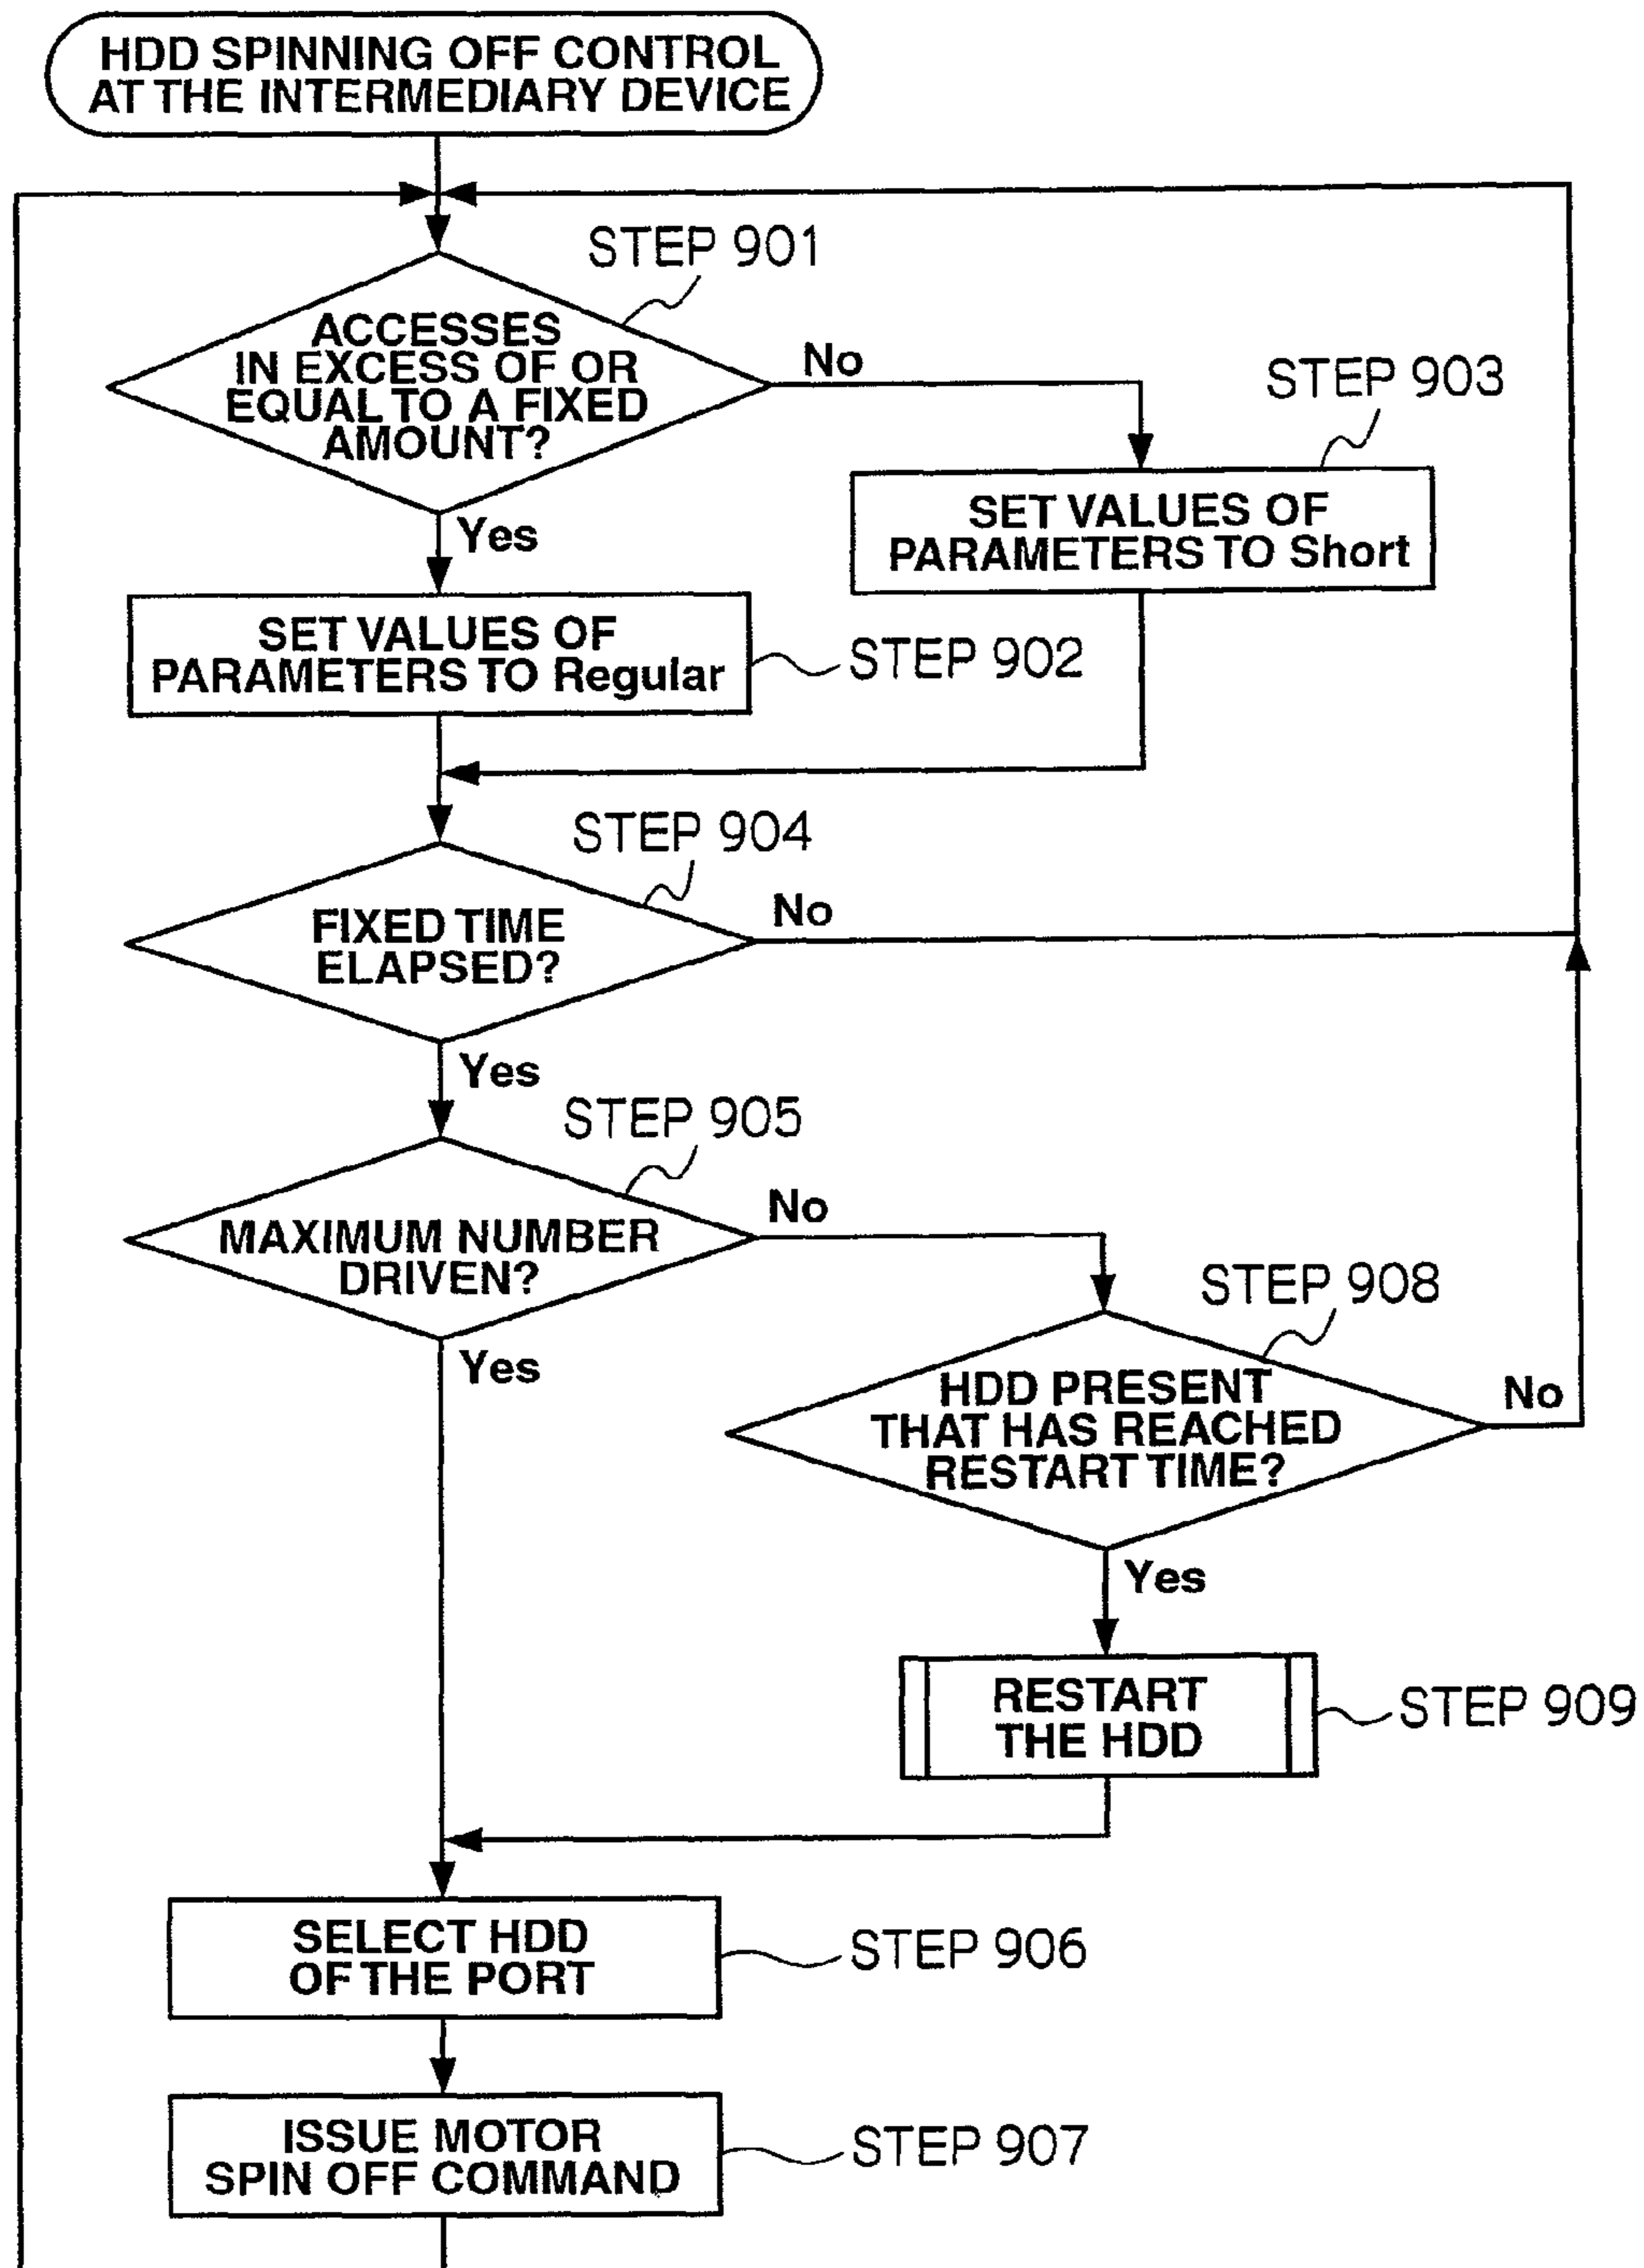 HDD SPINNING OFF CONTROL
AT THE INTERMEDIARY DEVICE
STEP 901
ACCESSES
IN EXCESS OF OR
EQUAL TO A FIXED
AMOUNT?
No
Yes
STEP 903
SET VALUES OF
PARAMETERS TO Short
SET VALUES OF
PARAMETERS TO Regular
STEP 902
STEP 904
FIXED TIME
ELAPSED?
No
Yes
STEP 905
MAXIMUM NUMBER
DRIVEN?
No
Yes
STEP 908
HDD PRESENT
THAT HAS REACHED
RESTART TIME?
No
Yes
RESTART
THE HDD
STEP 909
SELECT HDD
OF THE PORT
STEP 906
ISSUE MOTOR
SPIN OFF COMMAND
STEP 907